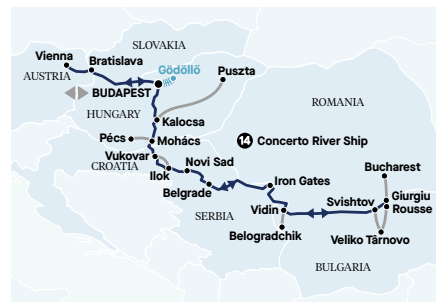 SLOVAKIA
Vienna
Bratislava
Gödöllő
Puszta
AUSTRIA
BUDAPEST
ROMANIA
HUNGARY
Kalocsa
Pécs
Mohács
14 Concerto River Ship
Vukovar
CROATIA
Novi Sad
Ilok
Bucharest
Iron Gates
Belgrade
Giurgiu
Svishtov
Rousse
Vidin
SERBIA
Belogradchik
Veliko Tarnovo
BULGARIA